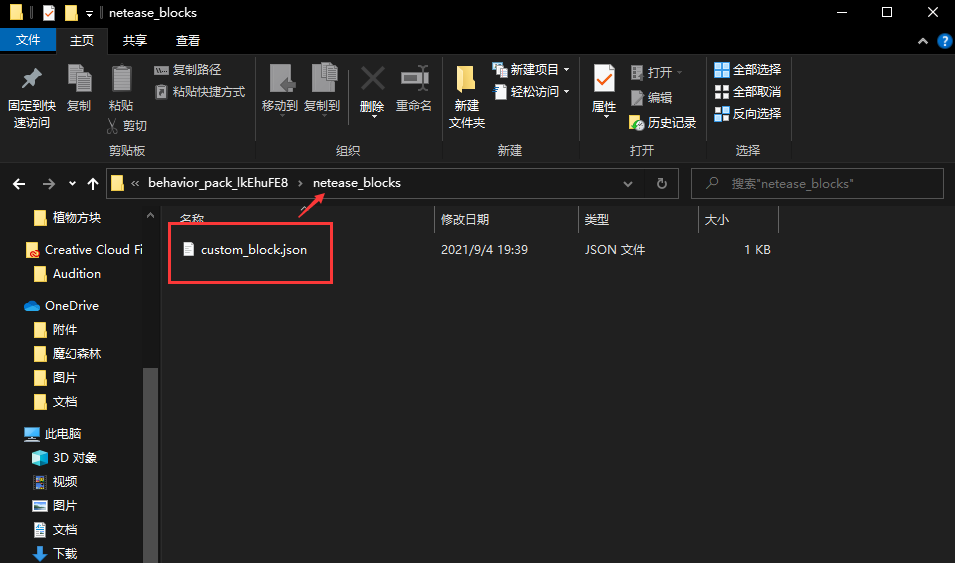 netease_blocks
文件 主页 共享 查看
固定到快速访问
复制
粘贴
复制路径
粘贴快捷方式
剪切
剪贴板
移动到
复制到
删除
重命名
组织
新建文件夹
新建项目
轻松访问
新建
属性
打开
编辑
历史记录
打开
全部选择
全部取消
反向选择
选择
« behavior_pack_lkEhuFE8 › netease_blocks
搜索"netease_blocks"
名称 修改日期 类型 大小
custom_block.json 2021/9/4 19:39 JSON 文件 1 KB
植物方块
Creative Cloud Fi
Audition
OneDrive
附件
魔幻森林
图片
文档
此电脑
3D 对象
视频
图片
文档
下载